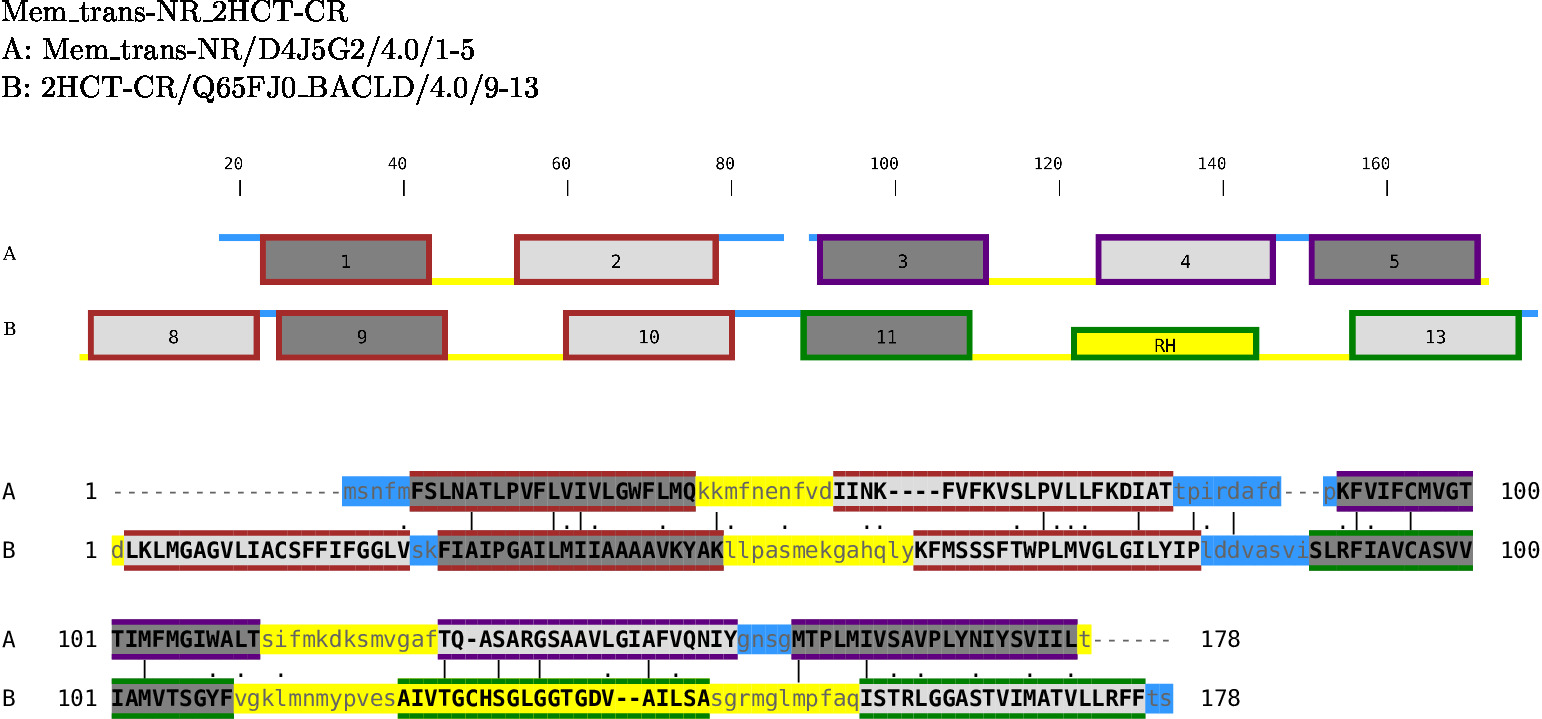 Mem_trans-NR_2HCT-CR
A: Mem_trans-NR/D4J5G2/4.0/1-5
B: 2HCT-CR/Q65FJ0_BACLD/4.0/9-13
20 40 60 80 100 120 140 160
A 1 2 3 4 5
B 8 9 10 11 RH 13
A 1 -----------------msnfmFSLNATLPVFLVIVLGWFLMQkkmfnenfvdIINK----FVFKVSLPVLLFKDIATtpirdafd---pKFVIFCMVGT 100
B 1 dLKLMGAGVLIACSFFIFGGLVskFIAIPGAILMIIAAAAVKYAKllpasmekgahqlyKFMSSSFTWPLMVGLGILYIPlddvasviSLRFIAVCASVV 100
A 101 TIMFMGIWALTsifmkdksmvgafTQ-ASARGSAAVLGIAFVQNIYgnsgMTPLMIVSAVPLYNIYSVIILt------ 178
B 101 IAMVTSGYFvgklmnmypvesAIVTGCHSGLGGTGDV--AILSAsgrmglmpfaqISTRLGGASTVIMATVLLRFFts 178